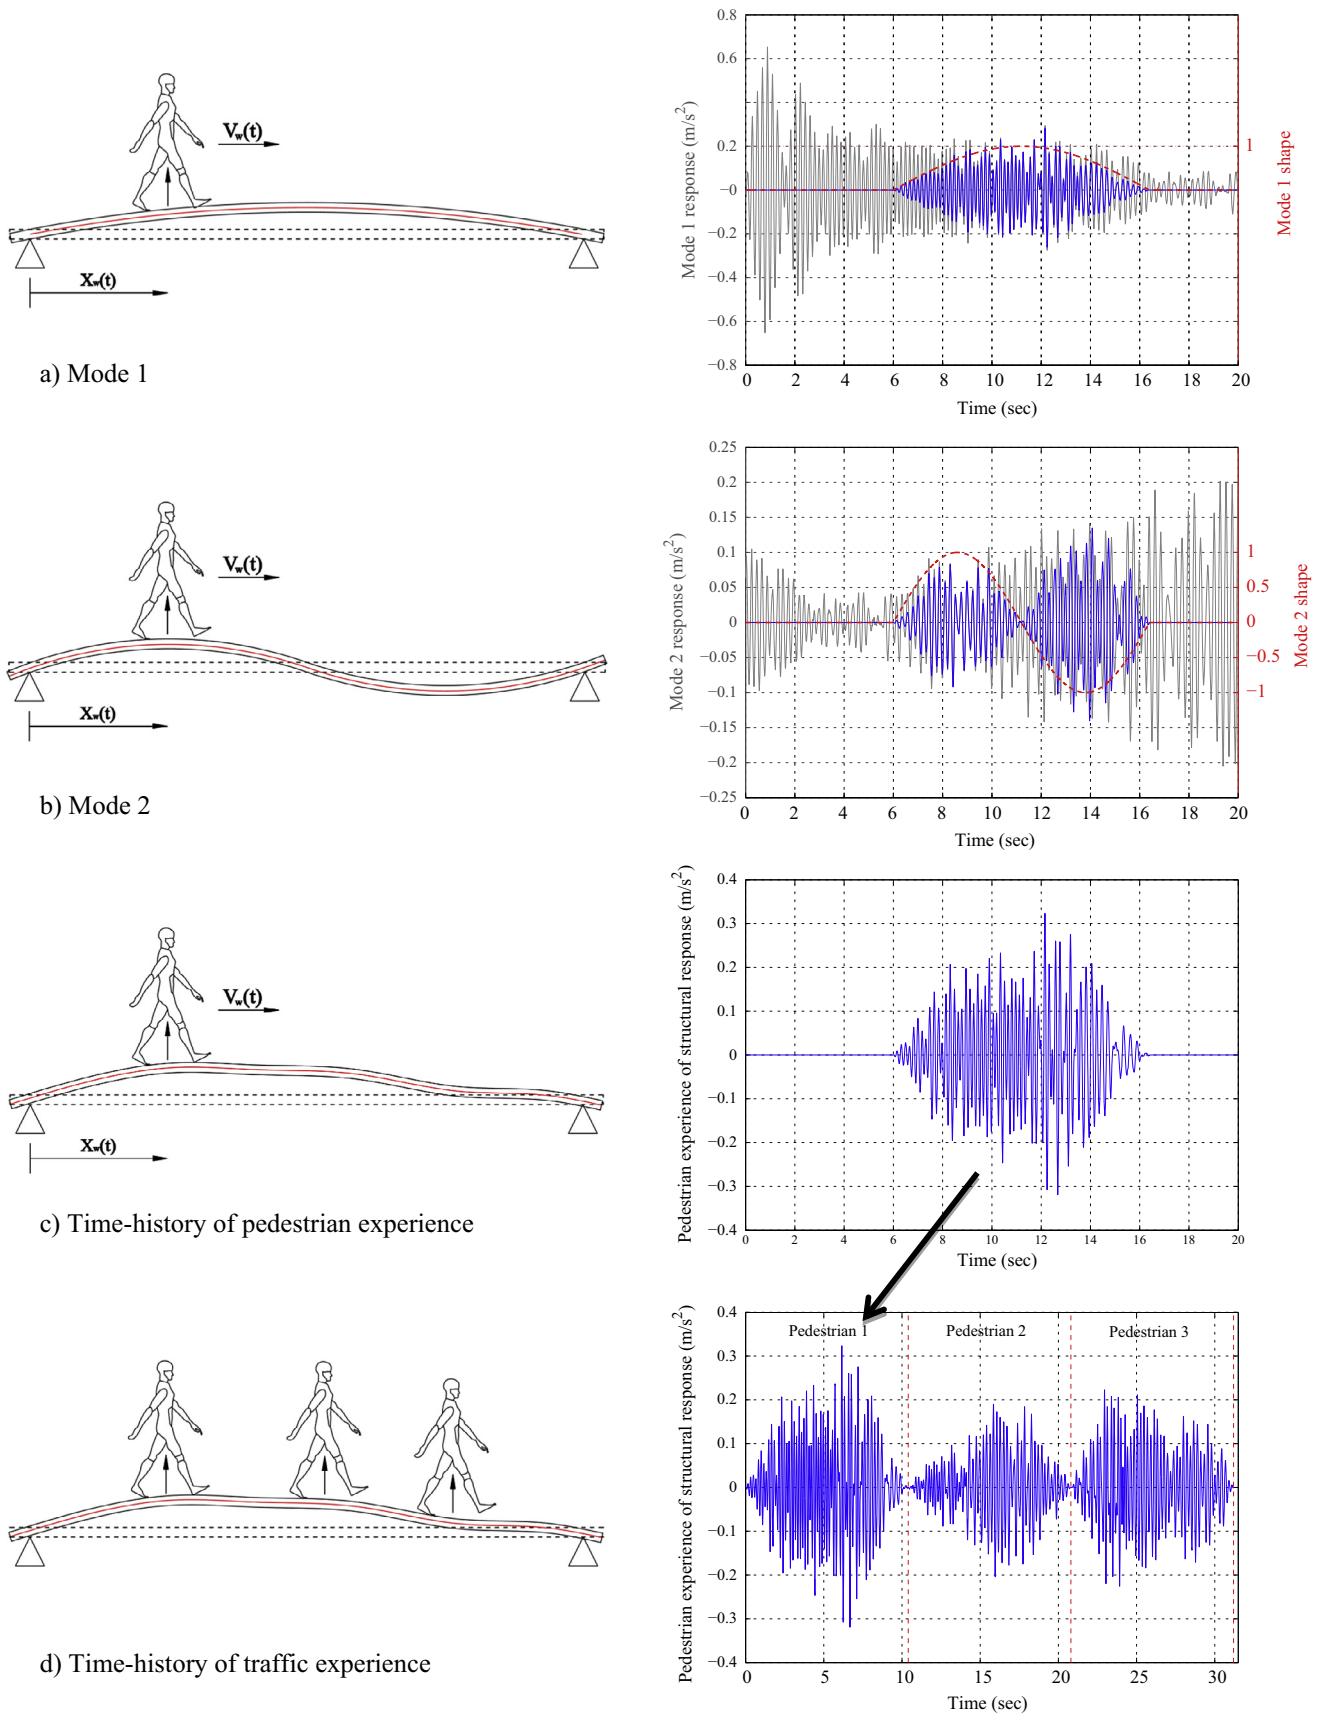 V_w(t)
X_w(t)
a) Mode 1
Mode 1 response (m/s²)
0.8
0.6
0.4
0.2
−0
−0.2
−0.4
−0.6
−0.8
0 2 4 6 8 10 12 14 16 18 20
Time (sec)
1
Mode 1 shape
V_w(t)
X_w(t)
b) Mode 2
Mode 2 response (m/s²)
0.25
0.2
0.15
0.1
0.05
0
−0.05
−0.1
−0.15
−0.2
−0.25
0 2 4 6 8 10 12 14 16 18 20
Time (sec)
1
0.5
0
−0.5
−1
Mode 2 shape
V_w(t)
X_w(t)
c) Time-history of pedestrian experience
Pedestrian experience of structural response (m/s²)
0.4
0.3
0.2
0.1
0
−0.1
−0.2
−0.3
−0.4
0 2 4 6 8 10 12 14 16 18 20
Time (sec)
d) Time-history of traffic experience
Pedestrian experience of structural response (m/s²)
0.4
0.3
0.2
0.1
0
−0.1
−0.2
−0.3
−0.4
Pedestrian 1 Pedestrian 2 Pedestrian 3
0 5 10 15 20 25 30
Time (sec)